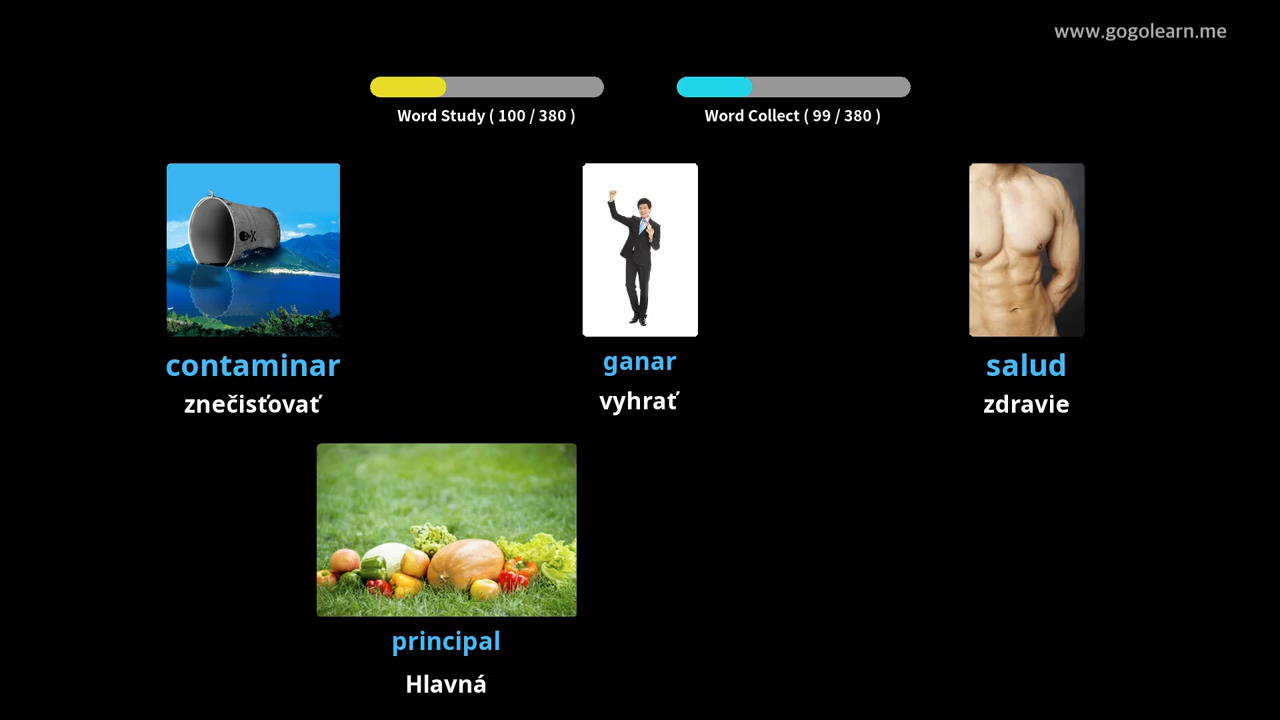 www.gogolearn.me
Word Study ( 100 / 380 )
Word Collect ( 99 / 380 )
contaminar
znečisťovať
ganar
vyhrať
salud
zdravie
principal
Hlavná